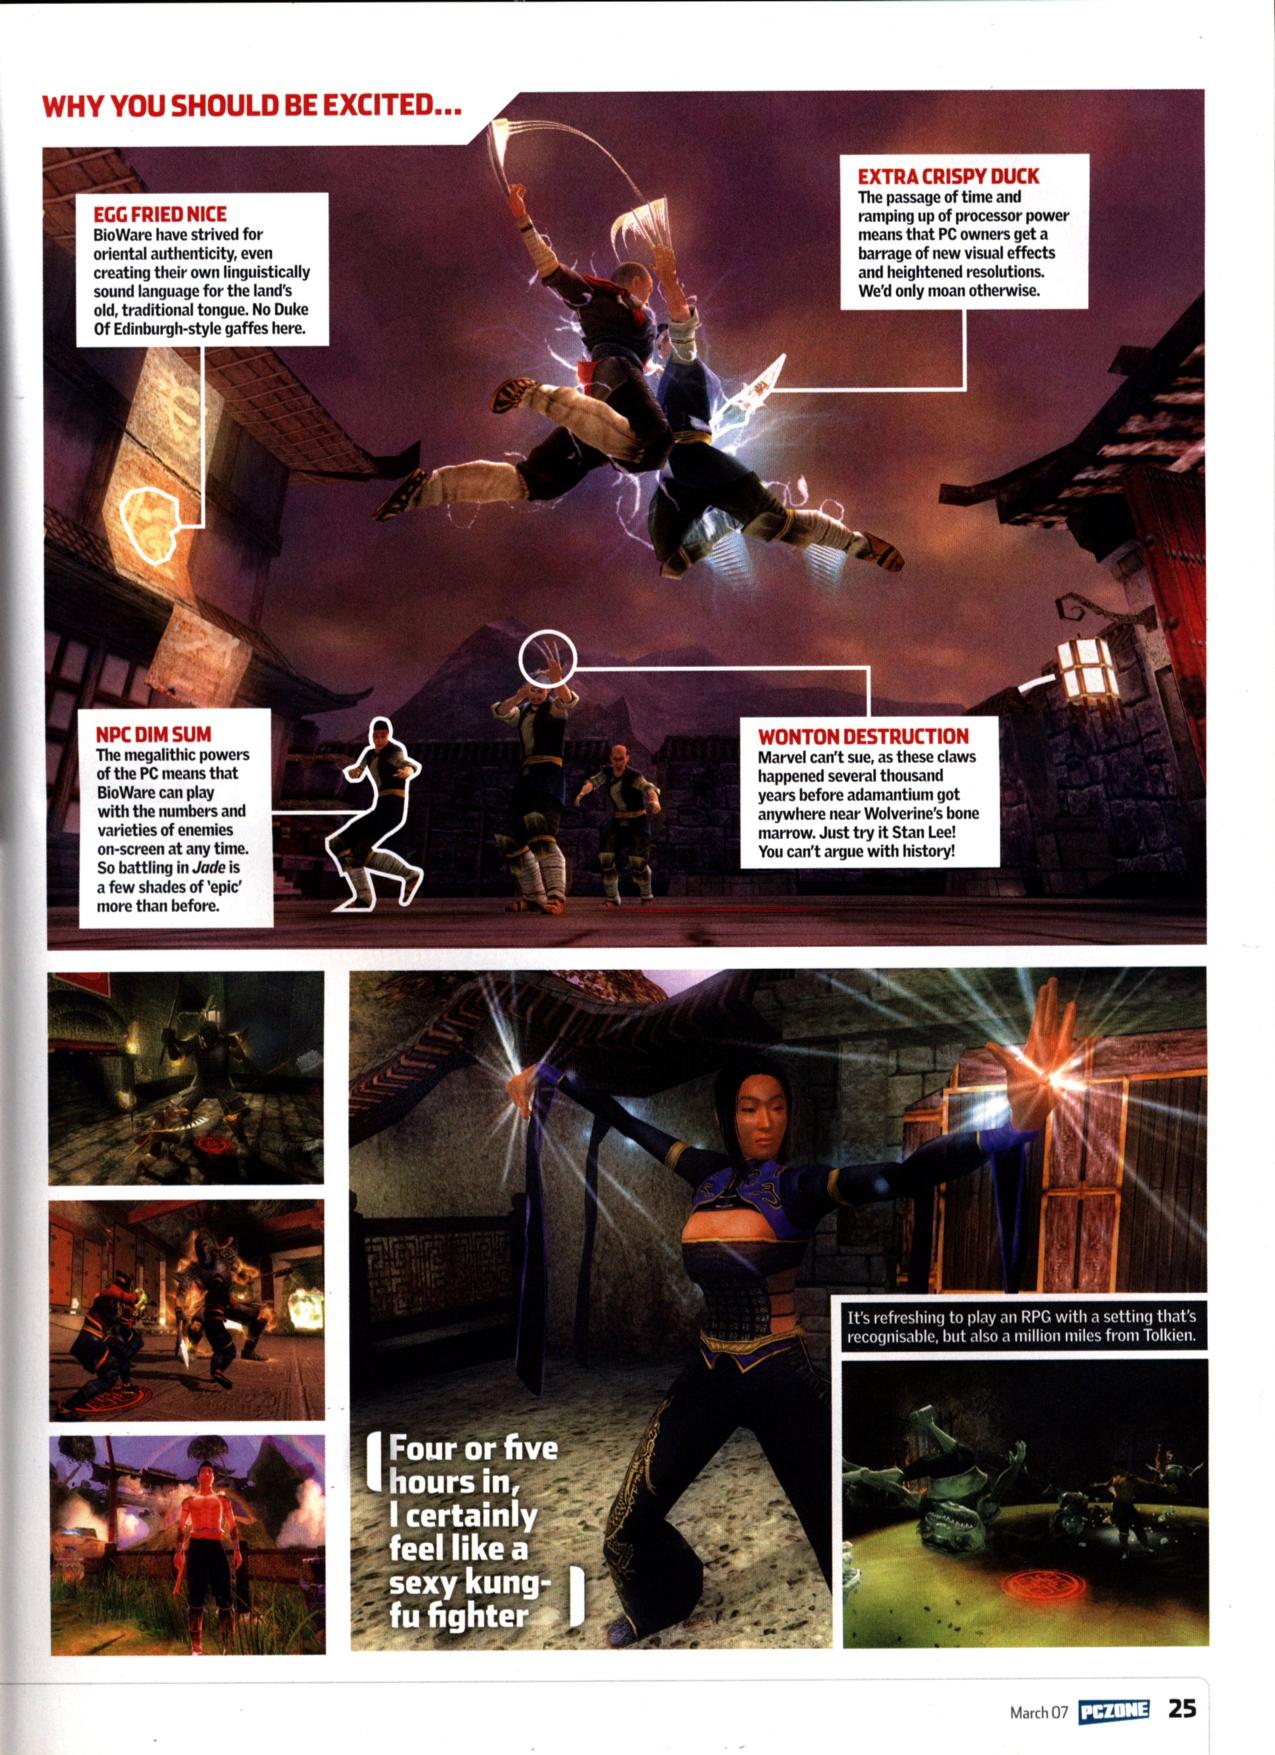 WHY YOU SHOULD BE EXCITED...
EGG FRIED NICE
BioWare have strived for
oriental authenticity, even
creating their own linguistically
sound language for the land's
old, traditional tongue. No Duke
Of Edinburgh-style gaffes here.
EXTRA CRISPY DUCK
The passage of time and
ramping up of processor power
means that PC owners get a
barrage of new visual effects
and heightened resolutions.
We'd only moan otherwise.
NPC DIM SUM
The megalithic powers
of the PC means that
BioWare can play
with the numbers and
varieties of enemies
on-screen at any time.
So battling in Jade is
a few shades of 'epic'
more than before.
WONTON DESTRUCTION
Marvel can't sue, as these claws
happened several thousand
years before adamantium got
anywhere near Wolverine's bone
marrow. Just try it Stan Lee!
You can't argue with history!
It's refreshing to play an RPG with a setting that's
recognisable, but also a million miles from Tolkien.
Four or five
hours in,
I certainly
feel like a
sexy kung-
fu fighter
March 07 PCZONE 25